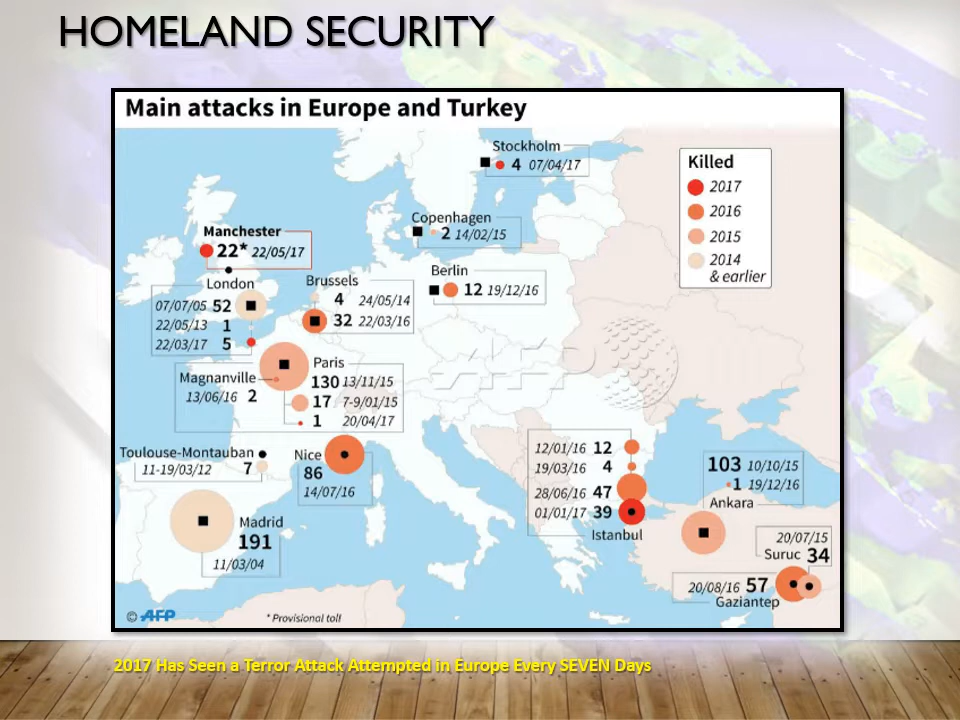 HOMELAND SECURITY
Main attacks in Europe and Turkey
Stockholm
4 07/04/17
Killed
2017
2016
2015
2014
& earlier
Copenhagen
2 14/02/15
Manchester
22* 22/05/17
Berlin
12 19/12/16
London
07/07/05 52
22/05/13 1
22/03/17 5
Brussels
4 24/05/14
32 22/03/16
Paris
130 13/11/15
17 7-9/01/15
1 20/04/17
Magnanville
13/06/16 2
AFP
Toulouse-Montauban
11-19/03/12 7
Nice
86
14/07/16
12/01/16 12
19/03/16 4
28/06/16 47
01/01/17 39
Istanbul
103 10/10/15
1 19/12/16
Ankara
Madrid
191
11/03/04
20/07/15
Suruc 34
20/08/16 57
Gaziantep
© AFP
* Provisional toll
2017 Has Seen a Terror Attack Attempted in Europe Every SEVEN Days